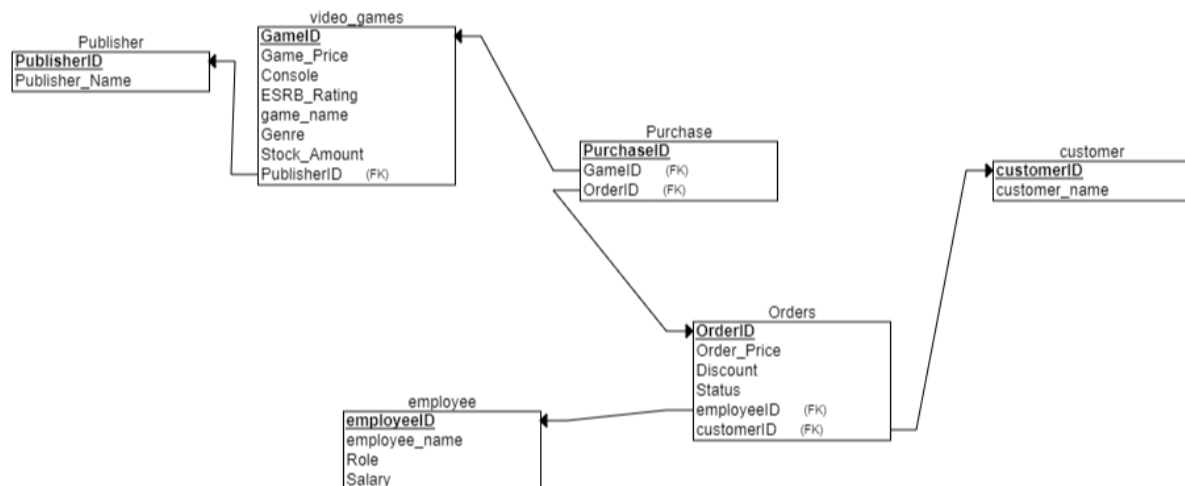 Publisher
PublisherID
Publisher_Name
video_games
GameID
Game_Price
Console
ESRB_Rating
game_name
Genre
Stock_Amount
PublisherID (FK)
Purchase
PurchaseID
GameID (FK)
OrderID (FK)
customer
customerID
customer_name
Orders
OrderID
Order_Price
Discount
Status
employeeID (FK)
customerID (FK)
employee
employeeID
employee_name
Role
Salary